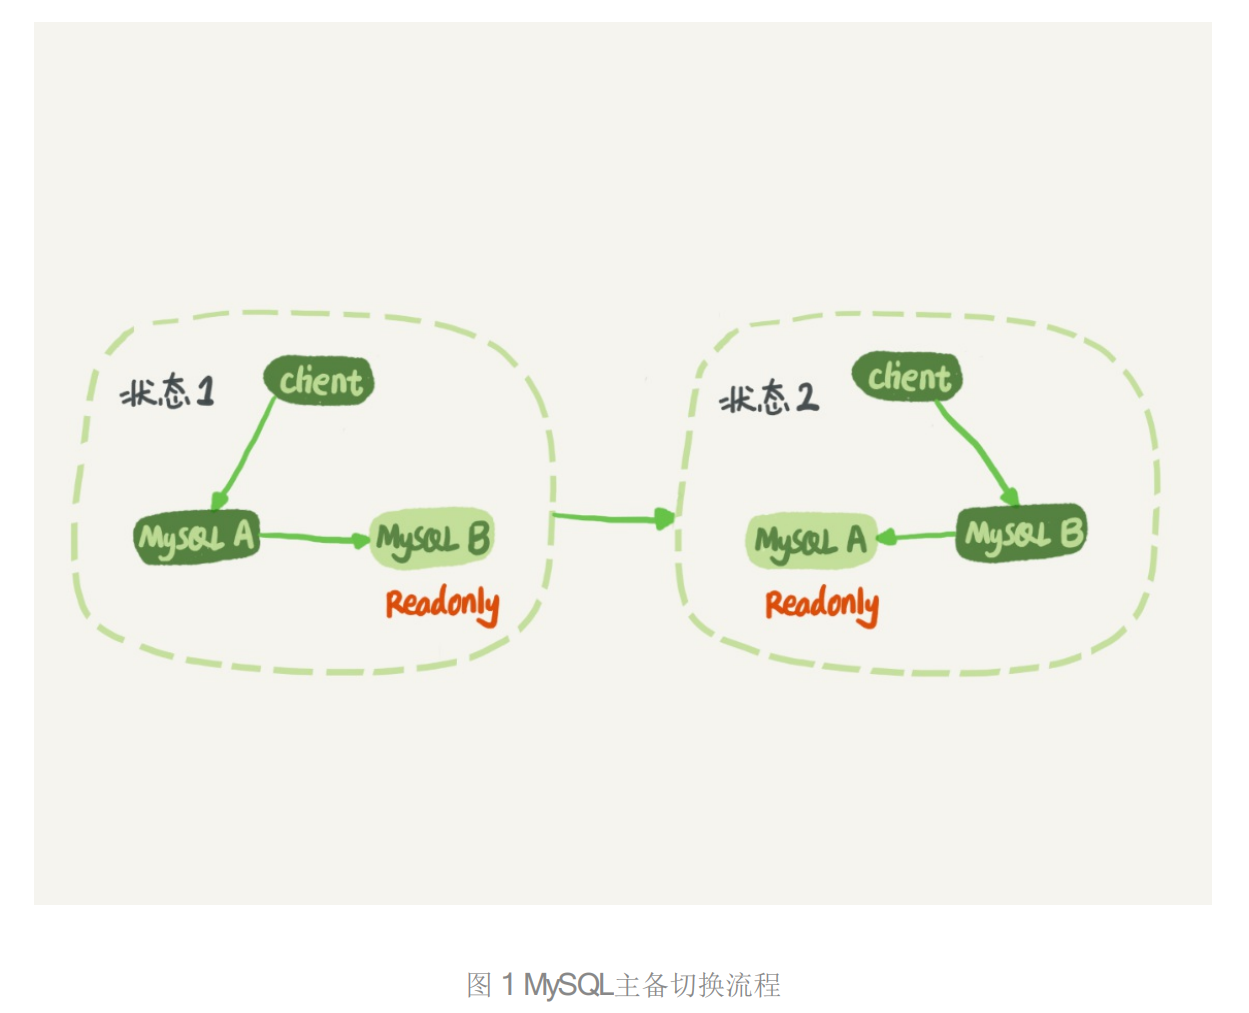 状态1
client
MySQL A
MySQL B
Readonly
状态2
client
MySQL A
MySQL B
Readonly
图 1 MySQL主备切换流程